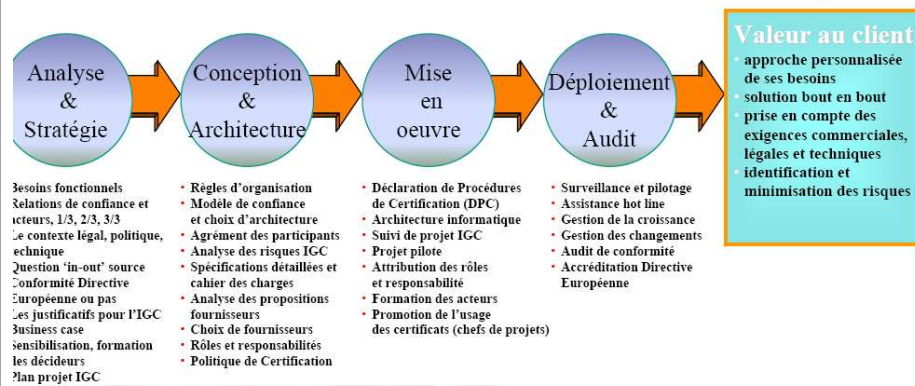 Analyse
&
Stratégie
Conception
&
Architecture
Mise
en
oeuvre
Déploiement
&
Audit
Valeur au client
approche personnalisée
de ses besoins
solution bout en bout
prise en compte des
exigences commerciales,
légales et techniques
identification et
minimisation des risques
Besoins fonctionnels
Relations de confiance et
acteurs, 1/3, 2/3, 3/3
Le contexte légal, politique,
technique
Question ‘in-out’ source
Conformité Directive
Européenne ou pas
Les justificatifs pour l’IGC
Business case
Sensibilisation, formation
des décideurs
Plan projet IGC
• Règles d’organisation
• Modèle de confiance
et choix d’architecture
• Agrément des participants
• Analyse des risques IGC
• Spécifications détaillées et
cahier des charges
• Analyse des propositions
fournisseurs
• Choix de fournisseurs
• Rôles et responsabilités
• Politique de Certification
• Déclaration de Procédures
de Certification (DPC)
• Architecture informatique
• Suivi de projet IGC
• Projet pilote
• Attribution des rôles
et responsabilité
• Formation des acteurs
• Promotion de l’usage
des certificats (chefs de projets)
• Surveillance et pilotage
• Assistance hot line
• Gestion de la croissance
• Gestion des changements
• Audit de conformité
• Accréditation Directive
Européenne